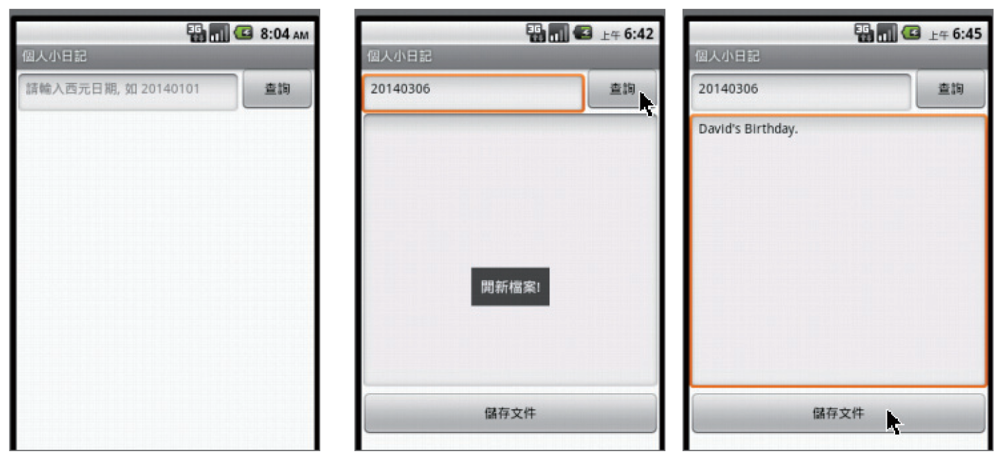 3G 8:04 AM
個人小日記
請輸入西元日期, 如 20140101
查詢
3G 上午 6:42
個人小日記
20140306
查詢
開新檔案!
儲存文件
3G 上午 6:45
個人小日記
20140306
查詢
David's Birthday.
儲存文件